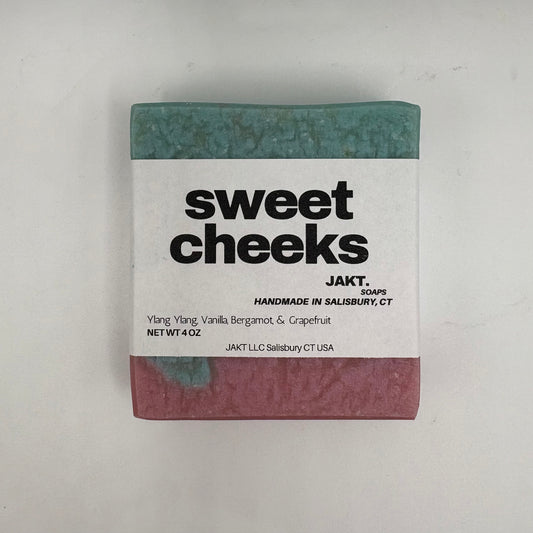 sweet
cheeks
JAKT.
SOAPS
HANDMADE IN SALISBURY, CT
Ylang Ylang, Vanilla, Bergamot, & Grapefruit
NET WT 4 OZ
JAKT LLC Salisbury CT USA